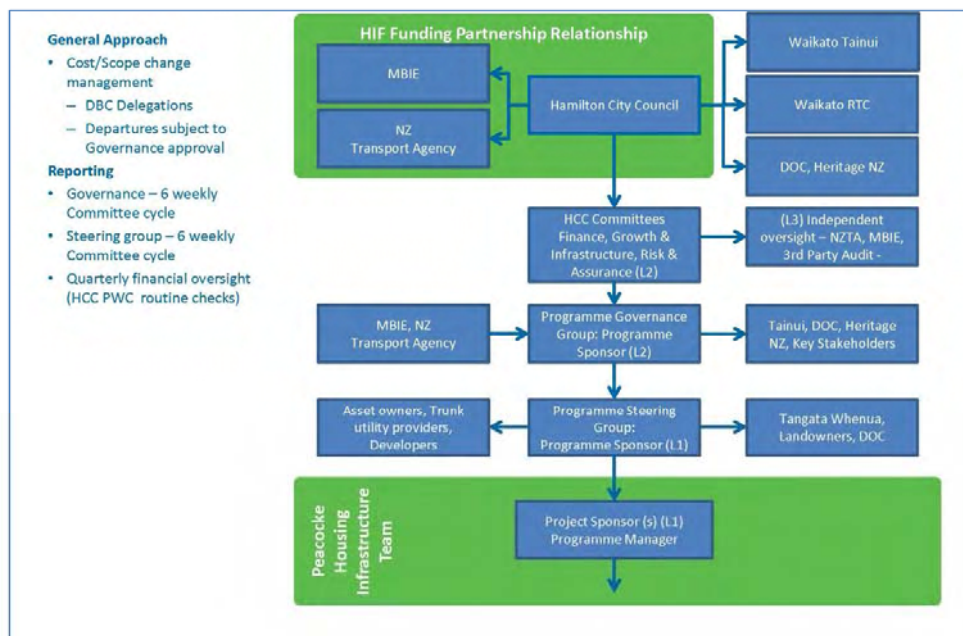 General Approach
• Cost/Scope change
management
– DBC Delegations
– Departures subject to
Governance approval
Reporting
• Governance – 6 weekly
Committee cycle
• Steering group – 6 weekly
Committee cycle
• Quarterly financial oversight
(HCC PWC routine checks)
HIF Funding Partnership Relationship
MBIE
NZ
Transport Agency
Hamilton City Council
Waikato Tainui
Waikato RTC
DOC, Heritage NZ
HCC Committees
Finance, Growth &
Infrastructure, Risk &
Assurance (L2)
(L3) Independent
oversight – NZTA, MBIE,
3rd Party Audit -
MBIE, NZ
Transport Agency
Programme Governance
Group: Programme
Sponsor (L2)
Tainui, DOC, Heritage
NZ, Key Stakeholders
Asset owners, Trunk
utility providers,
Developers
Programme Steering
Group:
Programme Sponsor (L1)
Tangata Whenua,
Landowners, DOC
Peacocke
Housing
Infrastructure
Team
Project Sponsor (s) (L1)
Programme Manager